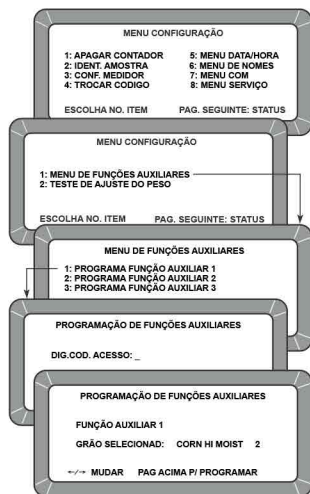 MENU CONFIGURAÇÃO
1: APAGAR CONTADOR 5: MENU DATA/HORA
2: IDENT. AMOSTRA 6: MENU DE NOMES
3: CONF. MEDIDOR 7: MENU COM
4: TROCAR CODIGO 8: MENU SERVIÇO
ESCOLHA NO. ITEM PAG. SEGUINTE: STATUS
MENU CONFIGURAÇÃO
1: MENU DE FUNÇÕES AUXILIARES
2: TESTE DE AJUSTE DO PESO
ESCOLHA NO. ITEM PAG. SEGUINTE: STATUS
MENU DE FUNÇÕES AUXILIARES
1: PROGRAMA FUNÇÃO AUXILIAR 1
2: PROGRAMA FUNÇÃO AUXILIAR 2
3: PROGRAMA FUNÇÃO AUXILIAR 3
PROGRAMAÇÃO DE FUNÇÕES AUXILIARES
DIG.COD. ACESSO: _
PROGRAMAÇÃO DE FUNÇÕES AUXILIARES
FUNÇÃO AUXILIAR 1
GRÃO SELECIONAD: CORN HI MOIST 2
←/→ MUDAR PAG ACIMA P/ PROGRAMAR